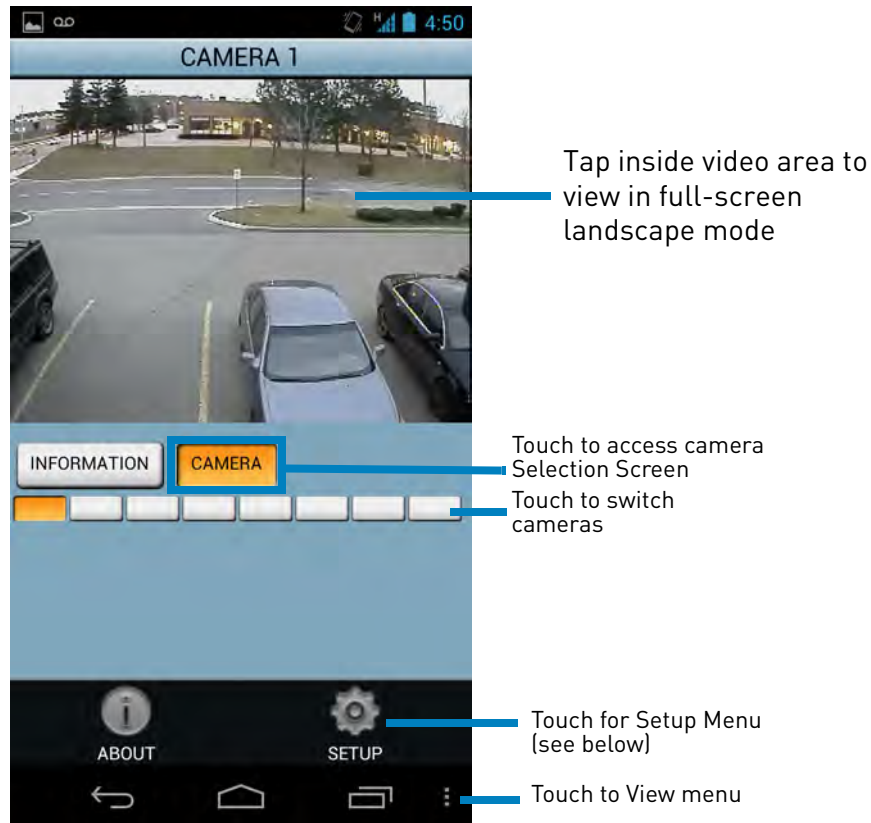 4:50
CAMERA 1
Tap inside video area to
view in full-screen
landscape mode
INFORMATION
CAMERA
Touch to access camera
Selection Screen
Touch to switch
cameras
ABOUT
SETUP
Touch for Setup Menu
(see below)
Touch to View menu